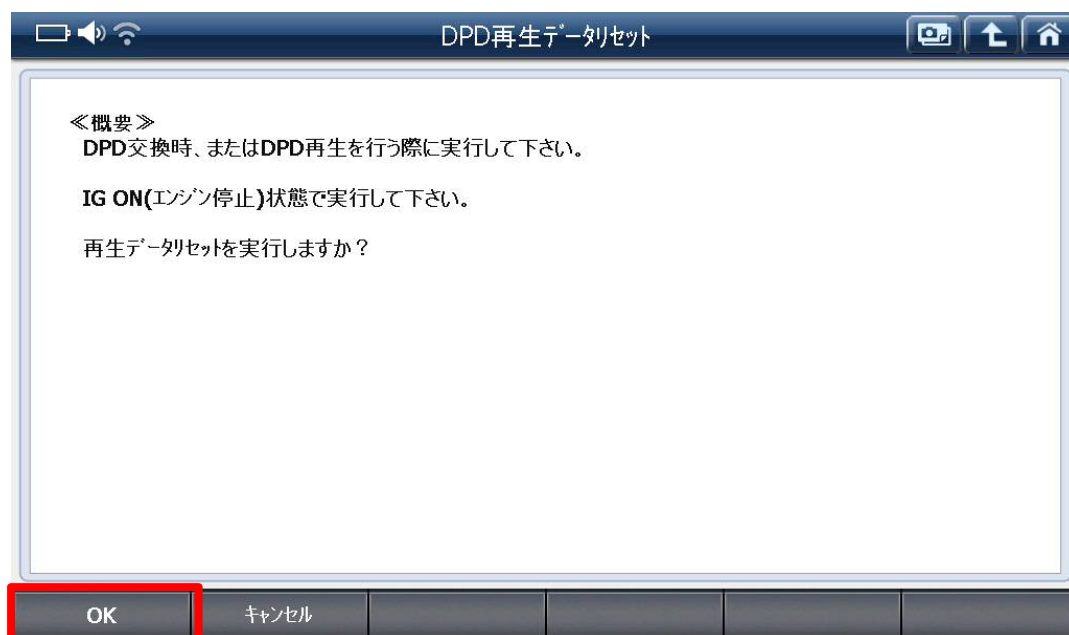 DPD再生ﾃﾞｰﾀﾘｾｯﾄ
≪概要≫
DPD交換時、またはDPD再生を行う際に実行して下さい。
IG ON(ｴﾝｼﾞﾝ停止)状態で実行して下さい。
再生ﾃﾞｰﾀﾘｾｯﾄを実行しますか？
OK
ｷｬﾝｾﾙ